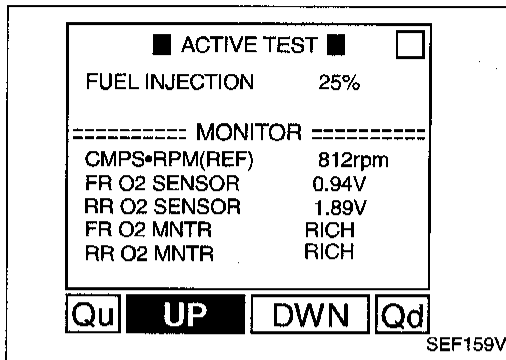 ■ ACTIVE TEST ■
FUEL INJECTION 25%
========== MONITOR ==========
CMPS•RPM(REF) 812rpm
FR O2 SENSOR 0.94V
RR O2 SENSOR 1.89V
FR O2 MNTR RICH
RR O2 MNTR RICH
Qu UP DWN Qd
SEF159V